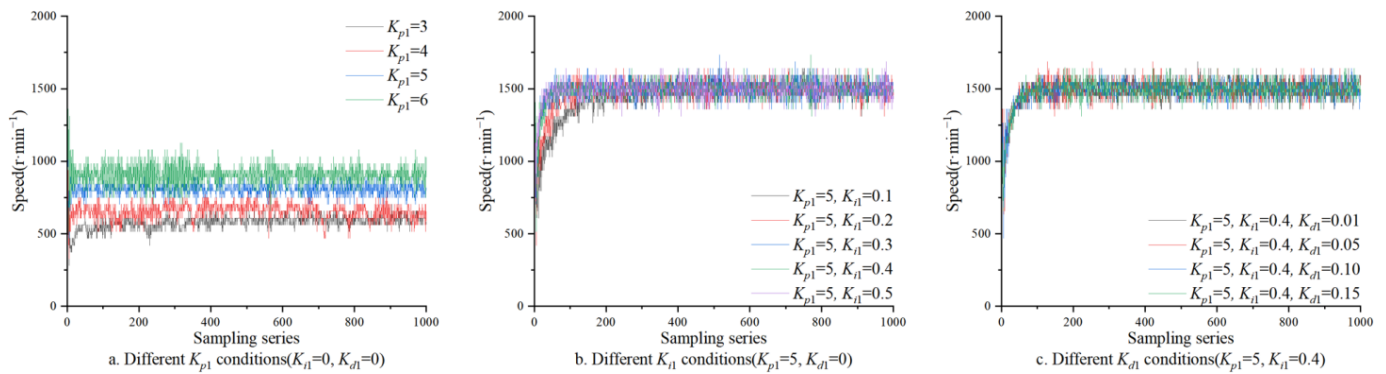 2000
1500
1000
500
0
Speed(r·min−1)
Kp1=3
Kp1=4
Kp1=5
Kp1=6
0 200 400 600 800 1000
Sampling series
a. Different Kp1 conditions(Ki1=0, Kd1=0)
2000
1500
1000
500
0
Speed(r·min−1)
Kp1=5, Ki1=0.1
Kp1=5, Ki1=0.2
Kp1=5, Ki1=0.3
Kp1=5, Ki1=0.4
Kp1=5, Ki1=0.5
0 200 400 600 800 1000
Sampling series
b. Different Ki1 conditions(Kp1=5, Kd1=0)
2000
1500
1000
500
0
Speed(r·min−1)
Kp1=5, Ki1=0.4, Kd1=0.01
Kp1=5, Ki1=0.4, Kd1=0.05
Kp1=5, Ki1=0.4, Kd1=0.10
Kp1=5, Ki1=0.4, Kd1=0.15
0 200 400 600 800 1000
Sampling series
c. Different Kd1 conditions(Kp1=5, Ki1=0.4)